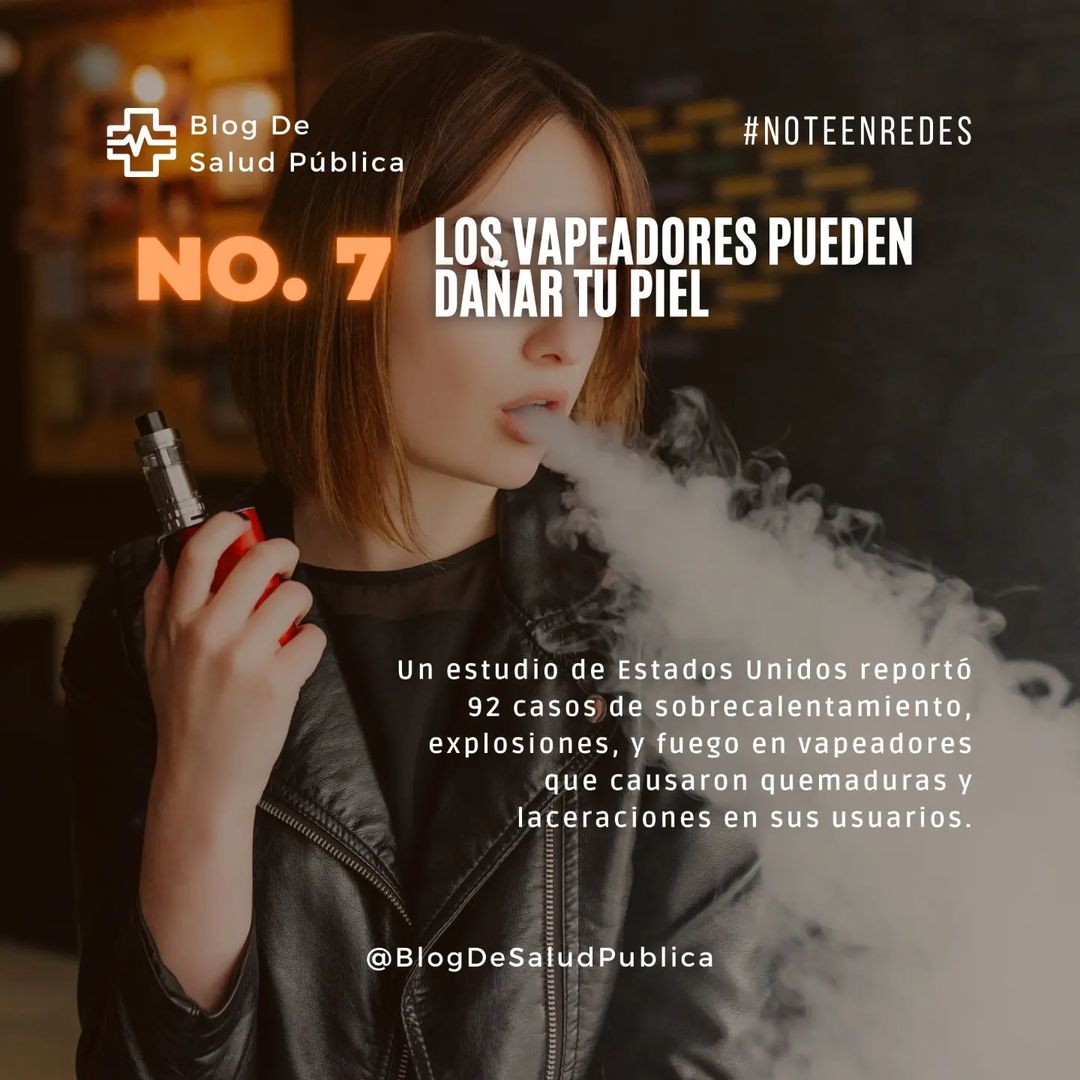 Blog De
Salud Pública
#NOTEENREDES
NO. 7
LOS VAPEADORES PUEDEN
DAÑAR TU PIEL
Un estudio de Estados Unidos reportó
92 casos de sobrecalentamiento,
explosiones, y fuego en vapeadores
que causaron quemaduras y
laceraciones en sus usuarios.
@BlogDeSaludPublica